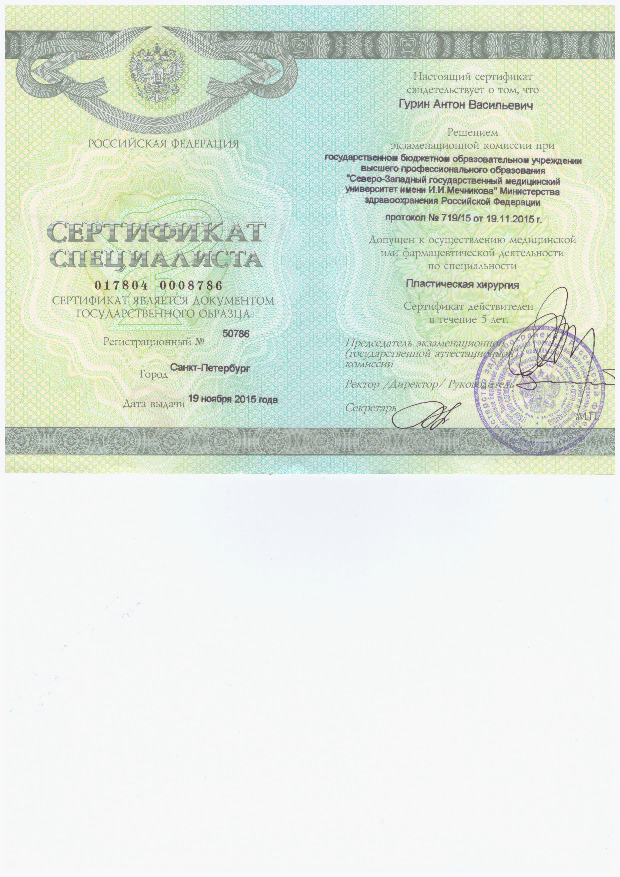 РОССИЙСКАЯ ФЕДЕРАЦИЯ
СЕРТИФИКАТ
СПЕЦИАЛИСТА
017804 0008786
СЕРТИФИКАТ ЯВЛЯЕТСЯ ДОКУМЕНТОМ
ГОСУДАРСТВЕННОГО ОБРАЗЦА
Регистрационный № 50786
Город Санкт-Петербург
Дата выдачи 19 ноября 2015 года
Настоящий сертификат
свидетельствует о том, что
Гурин Антон Васильевич
Решением
экзаменационной комиссии при
государственном бюджетном образовательном учреждении
высшего профессионального образования
"Северо-Западный государственный медицинский
университет имени И.И.Мечникова" Министерства
здравоохранения Российской Федерации
протокол № 719/15 от 19.11.2015 г.
Допущен к осуществлению медицинской
или фармацевтической деятельности
по специальности
Пластическая хирургия
Сертификат действителен
в течение 5 лет.
Председатель экзаменационной
(государственной аттестационной)
комиссии
Ректор /Директор/ Руководитель
Секретарь
М.П.